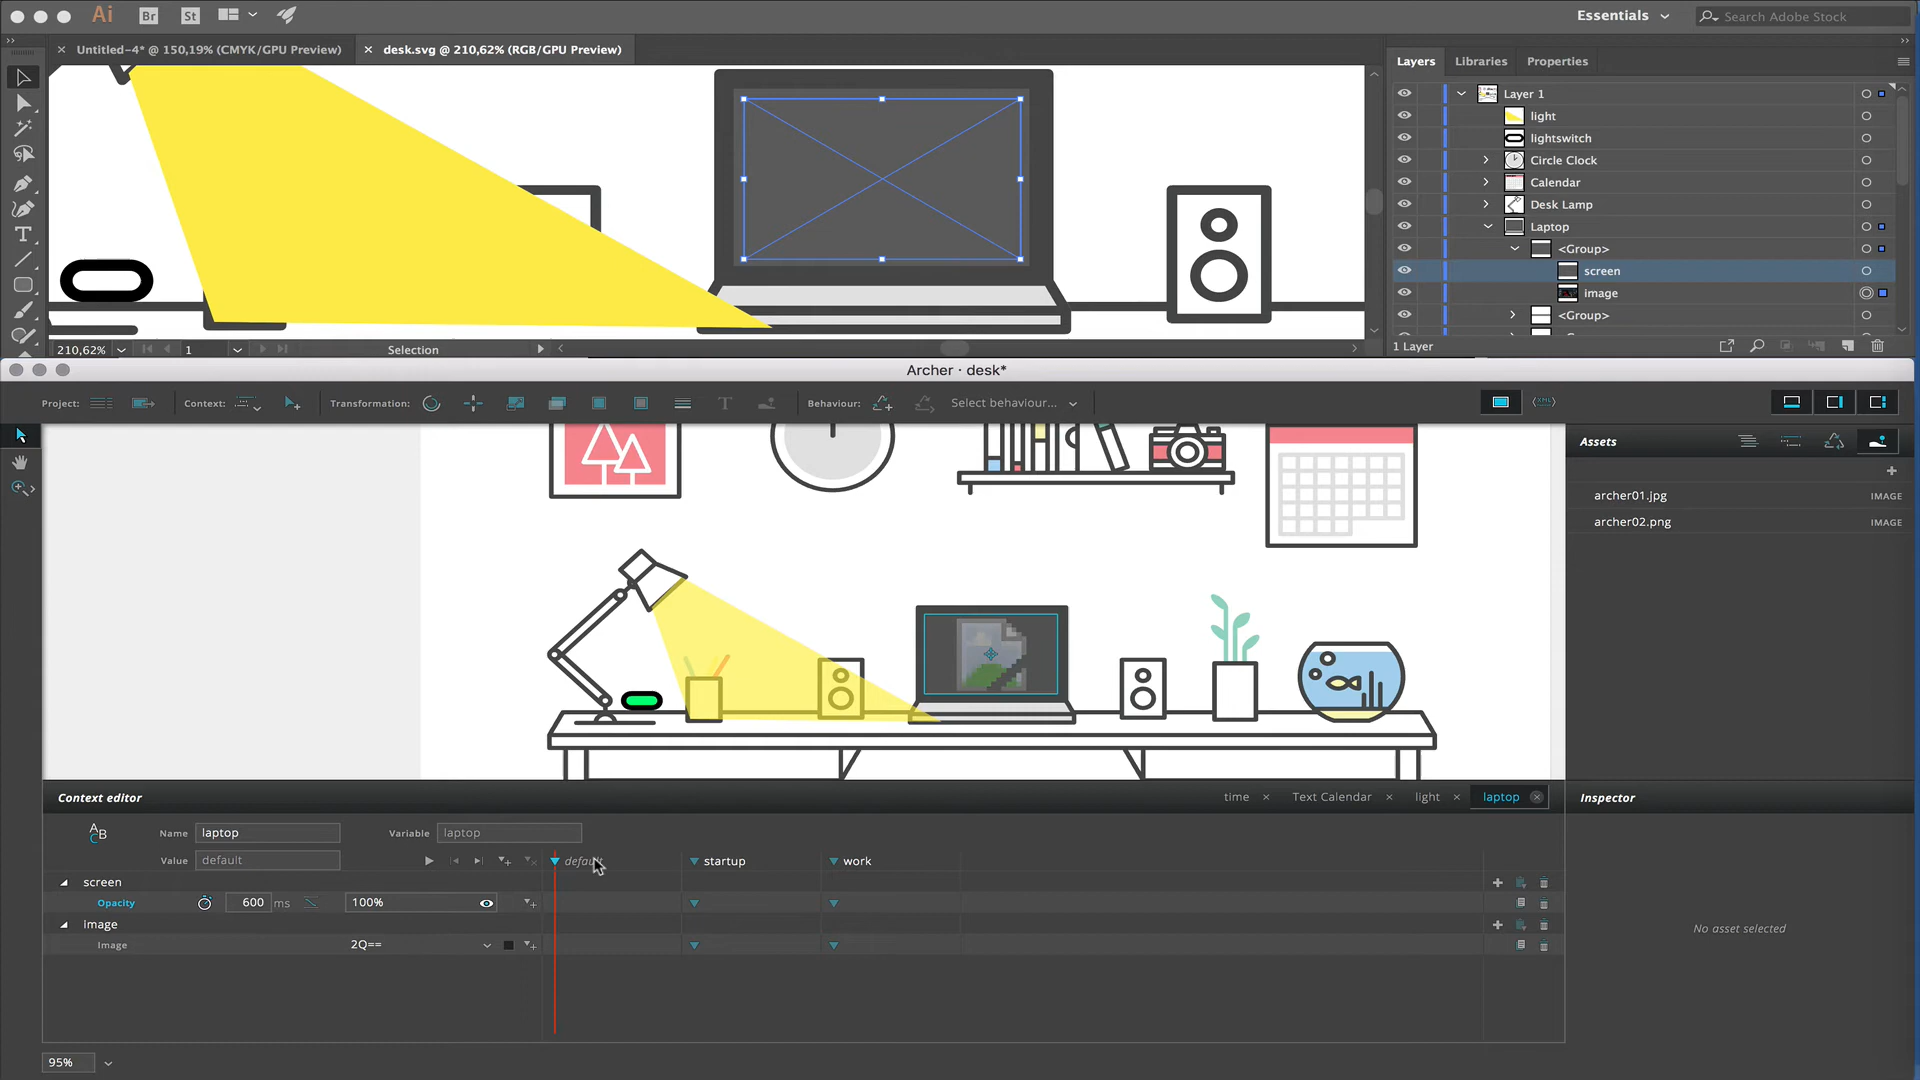 Ai Br St Essentials Search Adobe Stock
Untitled-4* @ 150,19% (CMYK/GPU Preview) desk.svg @ 210,62% (RGB/GPU Preview)
Layers Libraries Properties
Layer 1
light
lightswitch
Circle Clock
Calendar
Desk Lamp
Laptop
<Group>
screen
image
<Group>
210,62% 1 Selection 1 Layer
Archer · desk*
Project: Context: Transformation: T Behaviour: Select behaviour... XML
Assets
archer01.jpg IMAGE
archer02.png IMAGE
Context editor time Text Calendar light laptop Inspector
ABC Name laptop Variable laptop
Value default default startup work
screen
Opacity 600 ms 100%
image
Image 2Q==
No asset selected
95%